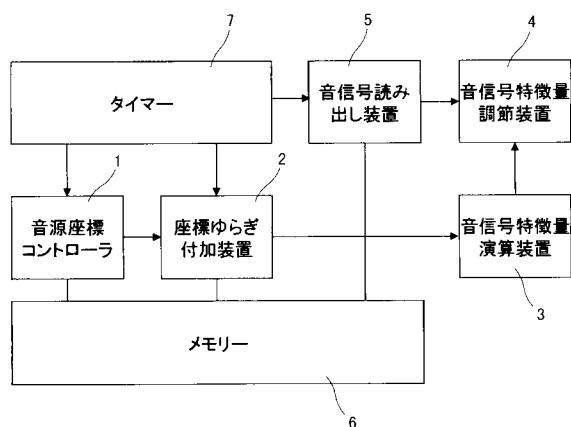 7
5
4
タイマー
音信号読み
出し装置
音信号特徴量
調節装置
1
2
音源座標
コントローラ
座標ゆらぎ
付加装置
音信号特徴量
演算装置
3
メモリー
6